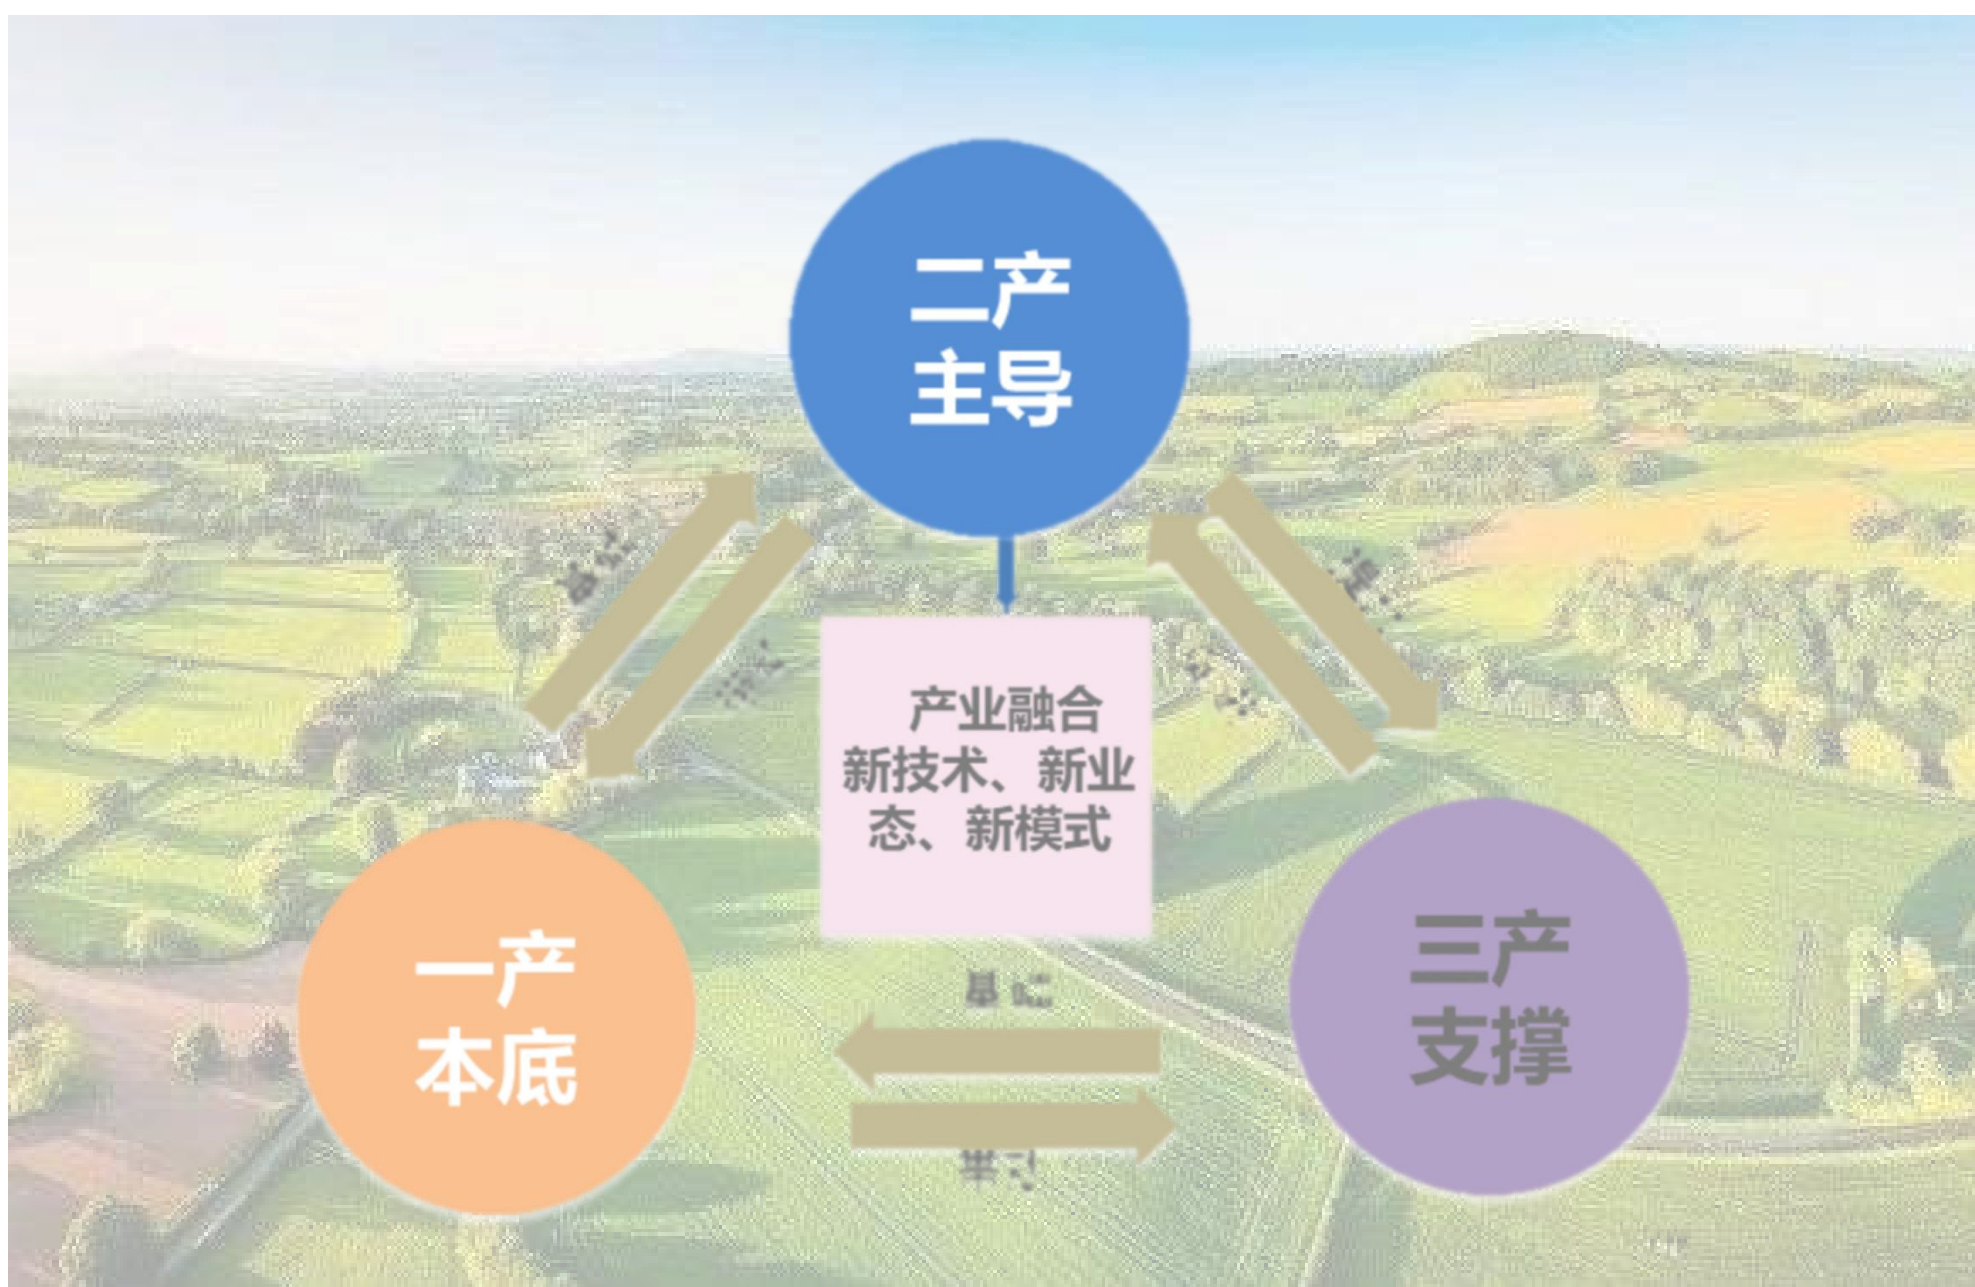 二产
主导
产业融合
新技术、新业
态、新模式
一产
本底
三产
支撑